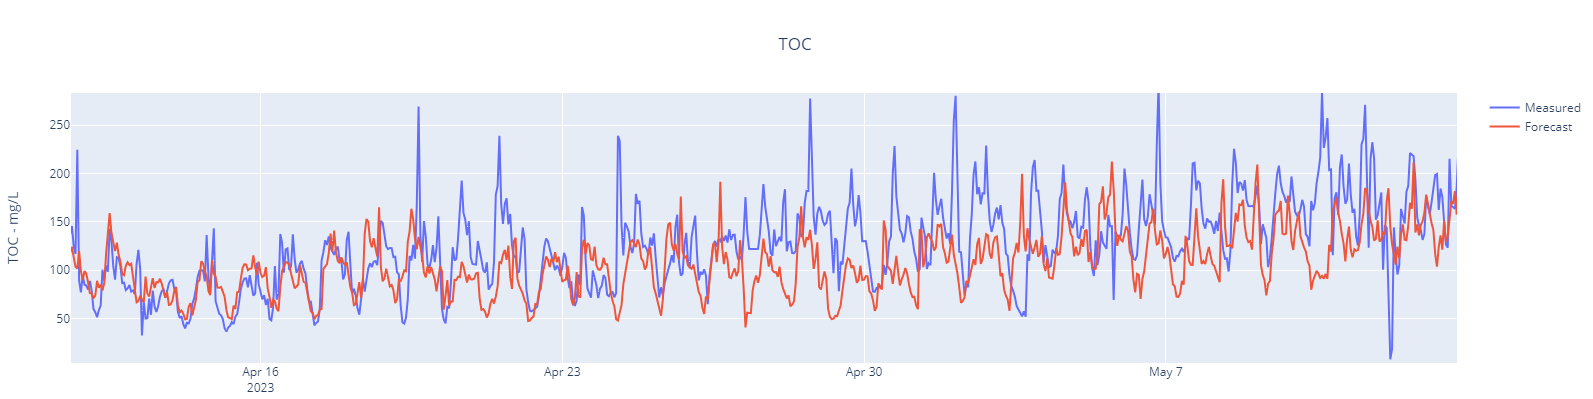 TOC
TOC - mg/L
250
200
150
100
50
Apr 16
2023
Apr 23
Apr 30
May 7
Measured
Forecast